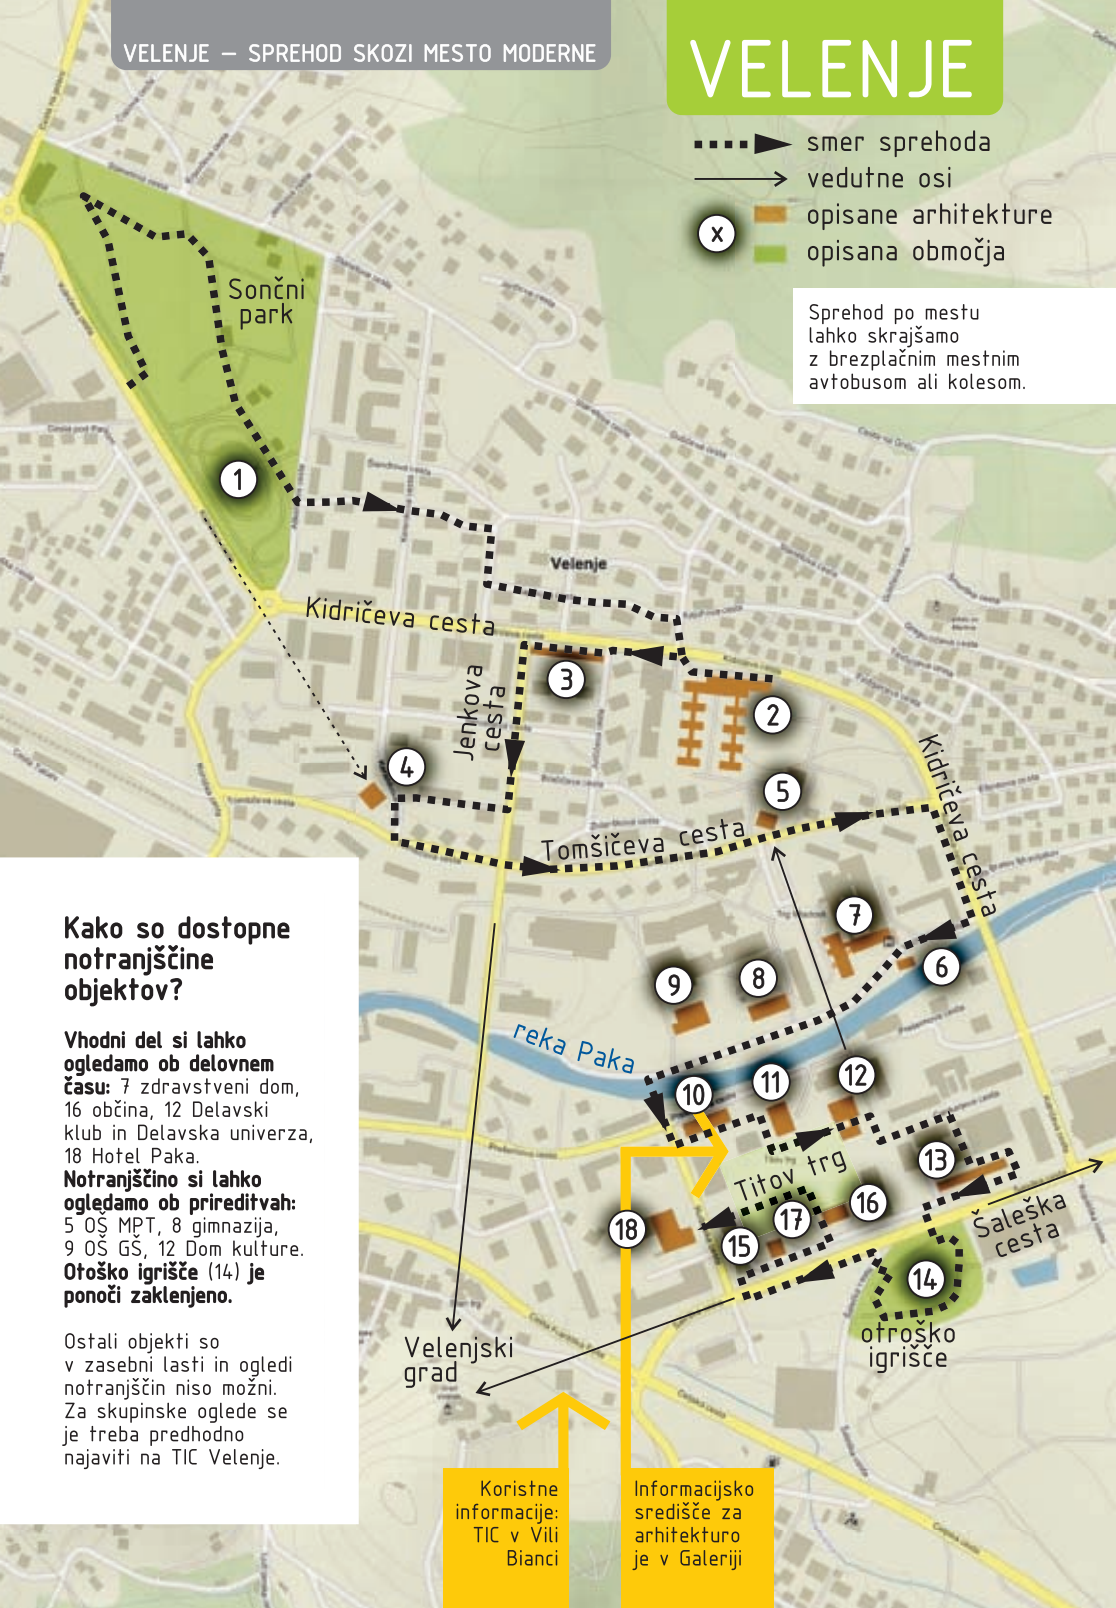 VELENJE – SPREHOD SKOZI MESTO MODERNE
VELENJE
smer sprehoda
vedutne osi
x
opisane arhitekture
opisana območja
Sprehod po mestu
lahko skrajšamo
z brezplačnim mestnim
avtobusom ali kolesom.
Sončni
park
1
Velenje
Kidričeva cesta
Jenkova
cesta
3
2
4
5
Kidričeva cesta
Tomšičeva cesta
7
6
9
8
reka Paka
10
11
12
13
Titov trg
16
17
18
15
Šaleška
cesta
14
otroško
igrišče
Velenjski
grad
Kako so dostopne
notranjščine
objektov?
Vhodni del si lahko
ogledamo ob delovnem
času: 7 zdravstveni dom,
16 občina, 12 Delavski
klub in Delavska univerza,
18 Hotel Paka.
Notranjščino si lahko
ogledamo ob prireditvah:
5 OŠ MPT, 8 gimnazija,
9 OŠ GŠ, 12 Dom kulture.
Otoško igrišče (14) je
ponoči zaklenjeno.
Ostali objekti so
v zasebni lasti in ogledi
notranjščin niso možni.
Za skupinske oglede se
je treba predhodno
najaviti na TIC Velenje.
Koristne
informacije:
TIC v Vili
Bianci
Informacijsko
središče za
arhitekturo
je v Galeriji